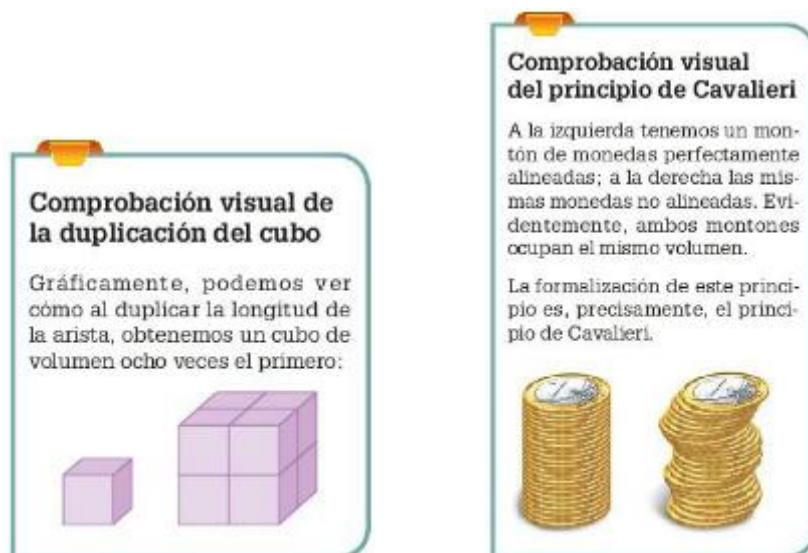 Comprobación visual de
la duplicación del cubo
Gráficamente, podemos ver
cómo al duplicar la longitud de
la arista, obtenemos un cubo de
volumen ocho veces el primero:
Comprobación visual
del principio de Cavalieri
A la izquierda tenemos un mon-
tón de monedas perfectamente
alineadas; a la derecha las mis-
mas monedas no alineadas. Evi-
dentemente, ambos montones
ocupan el mismo volumen.
La formalización de este princi-
pio es, precisamente, el princi-
pio de Cavalieri.